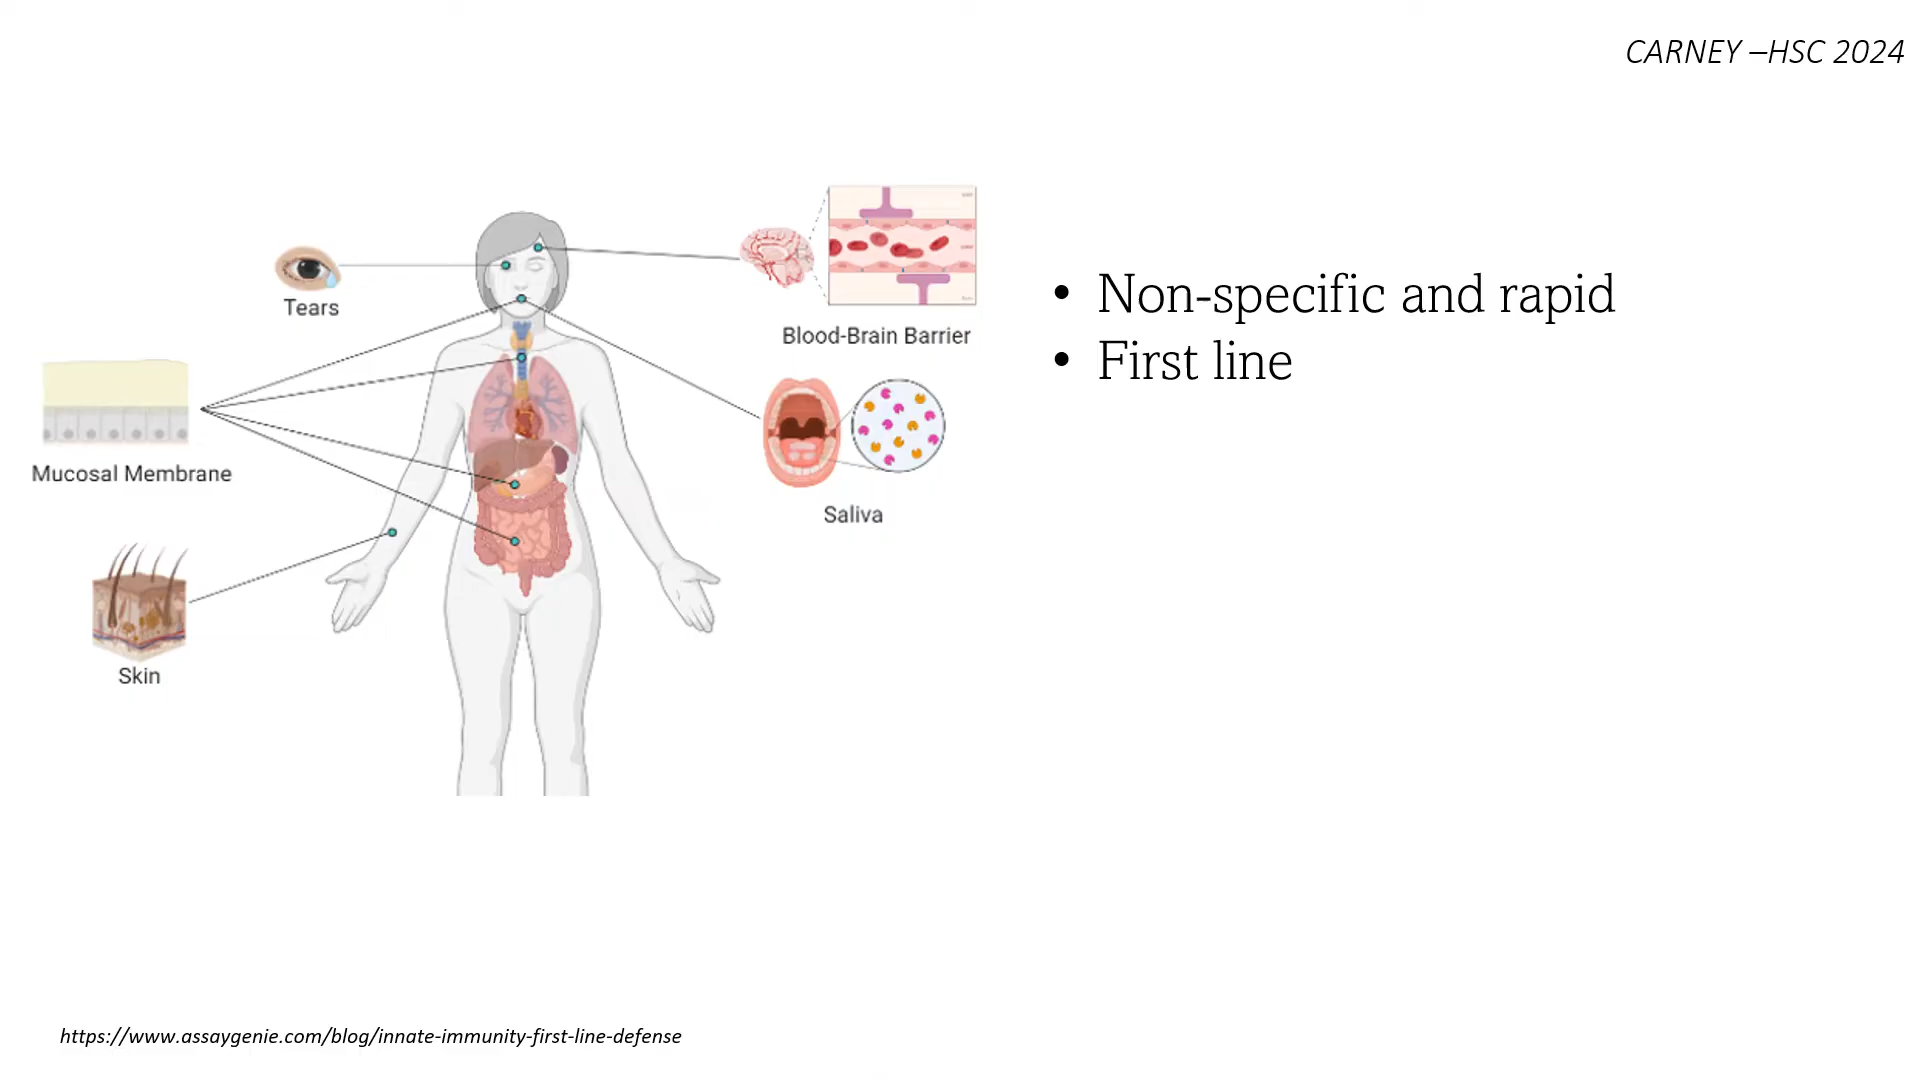 CARNEY –HSC 2024
Tears
Blood-Brain Barrier
Mucosal Membrane
Saliva
Skin
• Non-specific and rapid
• First line
https://www.assaygenie.com/blog/innate-immunity-first-line-defense